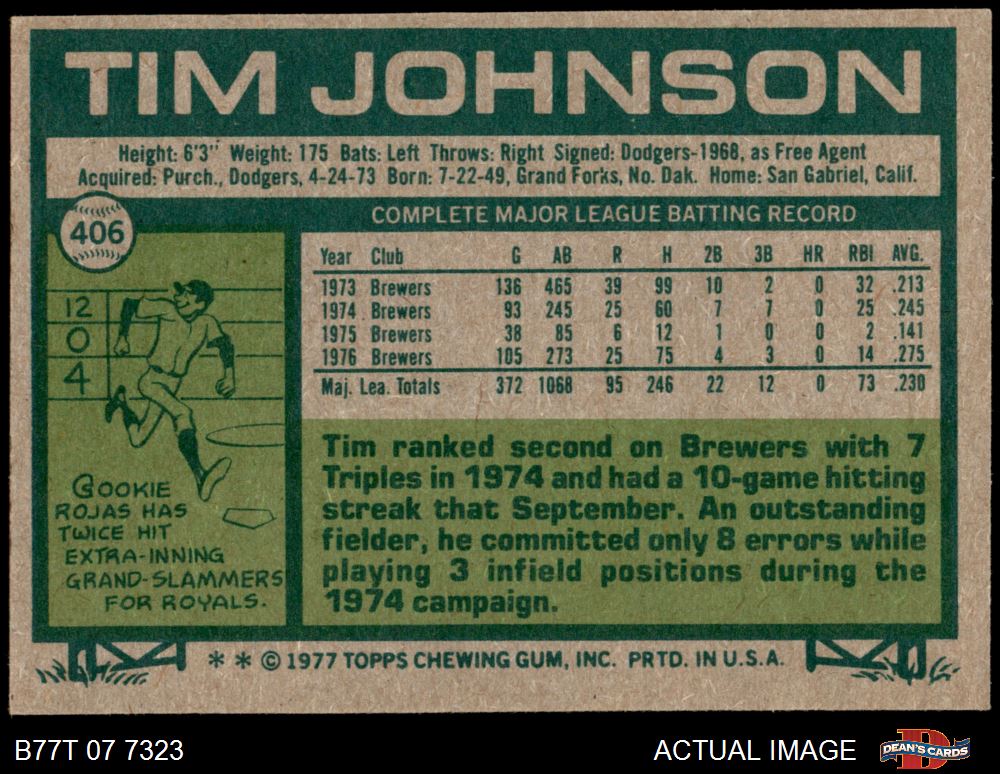 TIM JOHNSON
Height: 6'3" Weight: 175 Bats: Left Throws: Right Signed: Dodgers-1968, as Free Agent
Acquired: Purch., Dodgers, 4-24-73 Born: 7-22-49, Grand Forks, No. Dak. Home: San Gabriel, Calif.
406
COMPLETE MAJOR LEAGUE BATTING RECORD
Year Club G AB R H 2B 3B HR RBI AVG.
1973 Brewers 136 465 39 99 10 2 0 32 .213
1974 Brewers 93 245 25 60 7 7 0 25 .245
1975 Brewers 38 85 6 12 1 0 0 2 .141
1976 Brewers 105 273 25 75 4 3 0 14 .275
Maj. Lea. Totals 372 1068 95 246 22 12 0 73 .230
12
0
4
COOKIE
ROJAS HAS
TWICE HIT
EXTRA-INNING
GRAND-SLAMMERS
FOR ROYALS.
Tim ranked second on Brewers with 7
Triples in 1974 and had a 10-game hitting
streak that September. An outstanding
fielder, he committed only 8 errors while
playing 3 infield positions during the
1974 campaign.
* * © 1977 TOPPS CHEWING GUM, INC. PRTD. IN U.S.A.
B77T 07 7323
ACTUAL IMAGE
DEAN'S CARDS